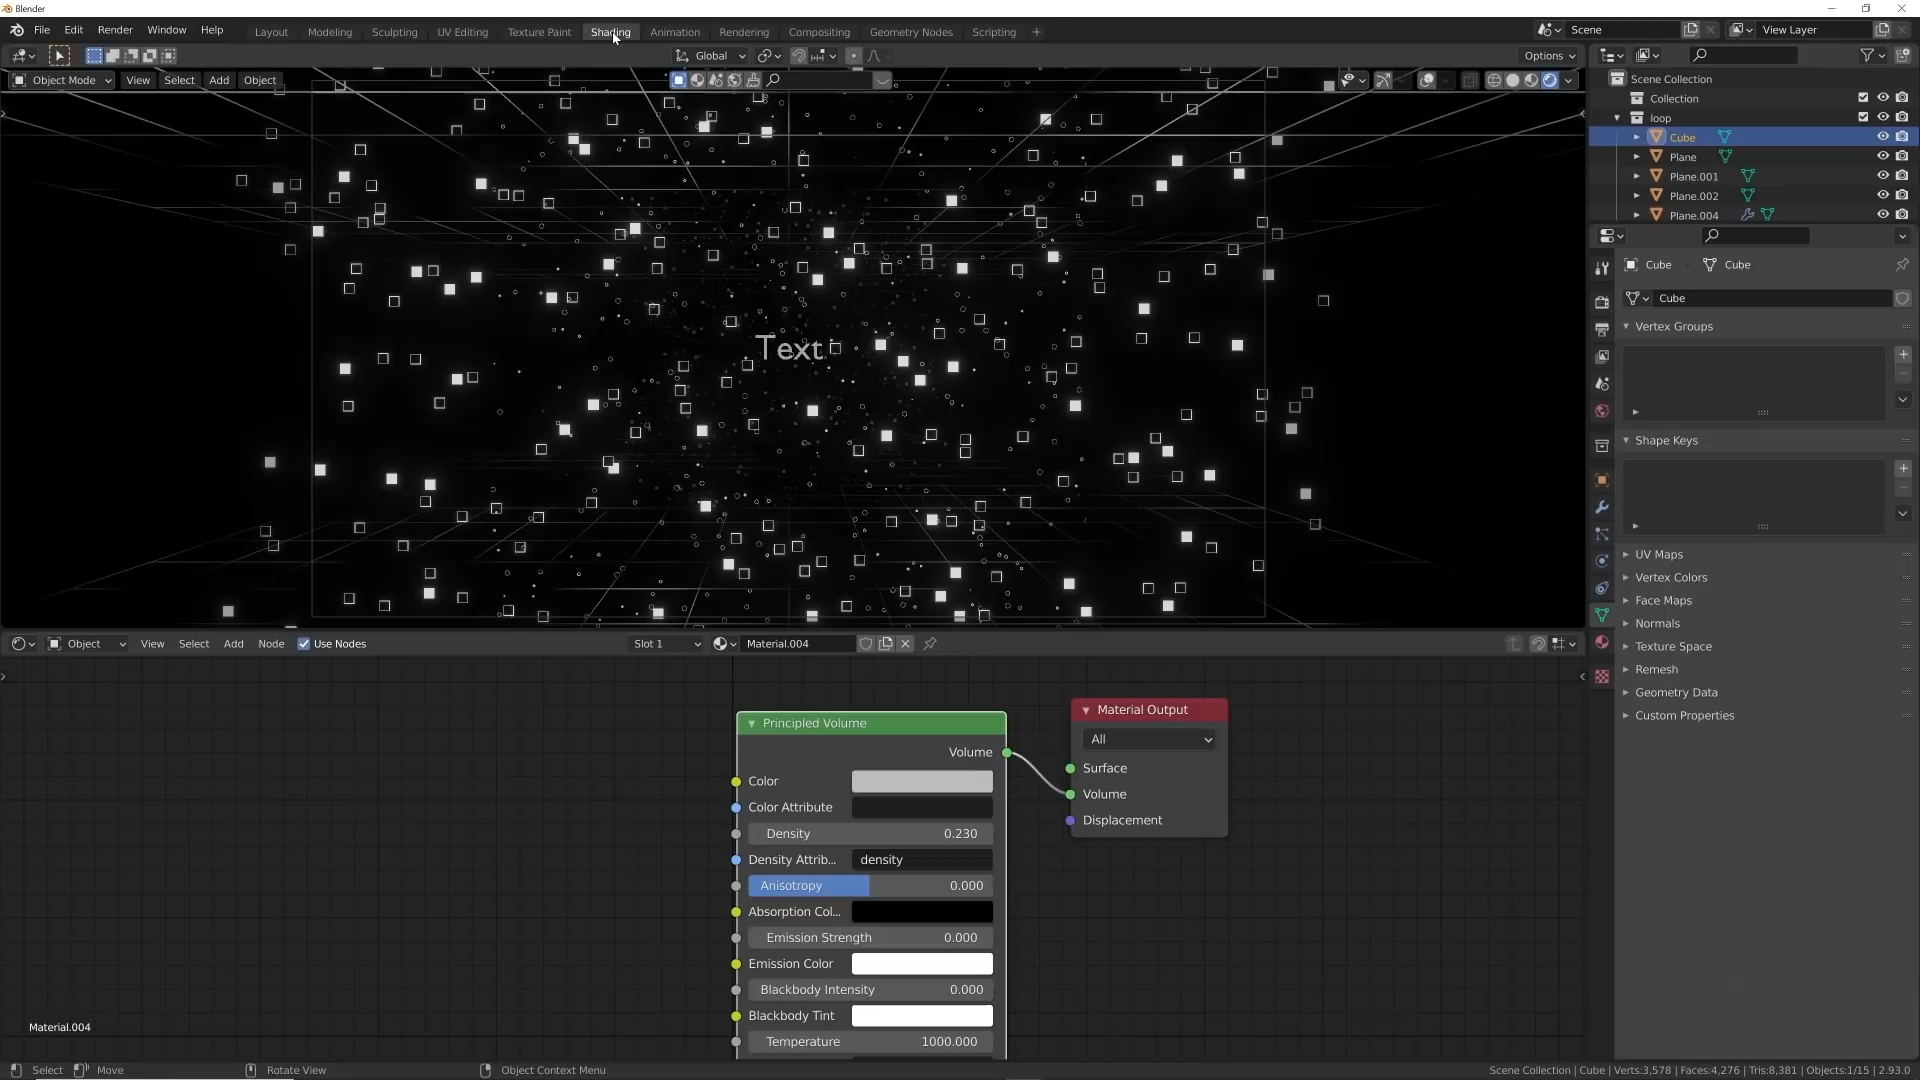 Blender
File Edit Render Window Help
Layout Modeling Sculpting UV Editing Texture Paint Shading Animation Rendering Compositing Geometry Nodes Scripting +
Scene
View Layer
Global
Options
Object Mode View Select Add Object
Scene Collection
Collection
loop
Cube
Plane
Plane.001
Plane.002
Plane.004
Text
Cube Cube
Cube
Vertex Groups
Shape Keys
UV Maps
Vertex Colors
Face Maps
Normals
Texture Space
Remesh
Geometry Data
Custom Properties
Object View Select Add Node Use Nodes Slot 1 Material.004
Principled Volume
Volume
Color
Color Attribute
Density 0.230
Density Attrib... density
Anisotropy 0.000
Absorption Col...
Emission Strength 0.000
Emission Color
Blackbody Intensity 0.000
Blackbody Tint
Temperature 1000.000
Material Output
All
Surface
Volume
Displacement
Material.004
Select Move Rotate View Object Context Menu
Scene Collection | Cube | Verts:3,578 | Faces:4,276 | Tris:8,381 | Objects:1/15 | 2.93.0